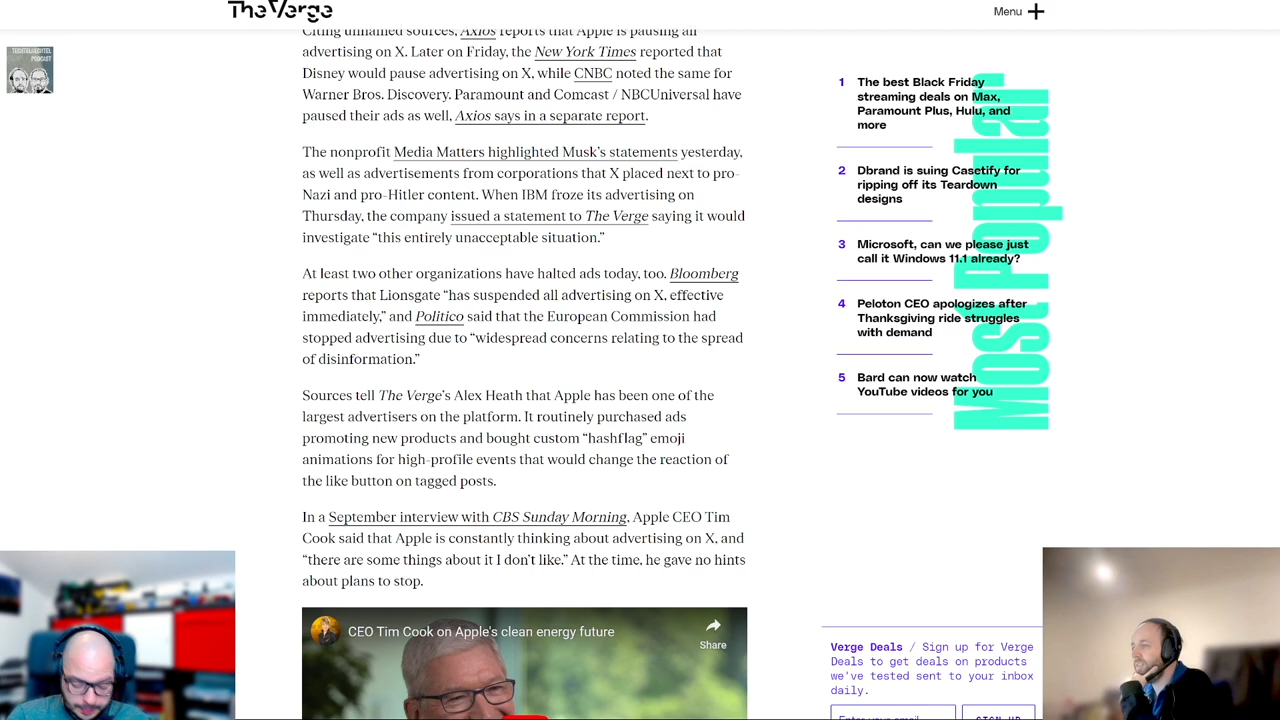 The Verge
Menu
TECHTELJECHTEL
PODCAST
Citing unnamed sources, Axios reports that Apple is pausing all
advertising on X. Later on Friday, the New York Times reported that
Disney would pause advertising on X, while CNBC noted the same for
Warner Bros. Discovery. Paramount and Comcast / NBCUniversal have
paused their ads as well, Axios says in a separate report.
The nonprofit Media Matters highlighted Musk’s statements yesterday,
as well as advertisements from corporations that X placed next to pro-
Nazi and pro-Hitler content. When IBM froze its advertising on
Thursday, the company issued a statement to The Verge saying it would
investigate “this entirely unacceptable situation.”
At least two other organizations have halted ads today, too. Bloomberg
reports that Lionsgate “has suspended all advertising on X, effective
immediately,” and Politico said that the European Commission had
stopped advertising due to “widespread concerns relating to the spread
of disinformation.”
Sources tell The Verge’s Alex Heath that Apple has been one of the
largest advertisers on the platform. It routinely purchased ads
promoting new products and bought custom “hashflag” emoji
animations for high-profile events that would change the reaction of
the like button on tagged posts.
In a September interview with CBS Sunday Morning, Apple CEO Tim
Cook said that Apple is constantly thinking about advertising on X, and
“there are some things about it I don’t like.” At the time, he gave no hints
about plans to stop.
CEO Tim Cook on Apple's clean energy future
Share
Most Popular
1 The best Black Friday
streaming deals on Max,
Paramount Plus, Hulu, and
more
2 Dbrand is suing Casetify for
ripping off its Teardown
designs
3 Microsoft, can we please just
call it Windows 11.1 already?
4 Peloton CEO apologizes after
Thanksgiving ride struggles
with demand
5 Bard can now watch
YouTube videos for you
Verge Deals / Sign up for Verge
Deals to get deals on products
we've tested sent to your inbox
daily.
Enter your email
SIGN UP